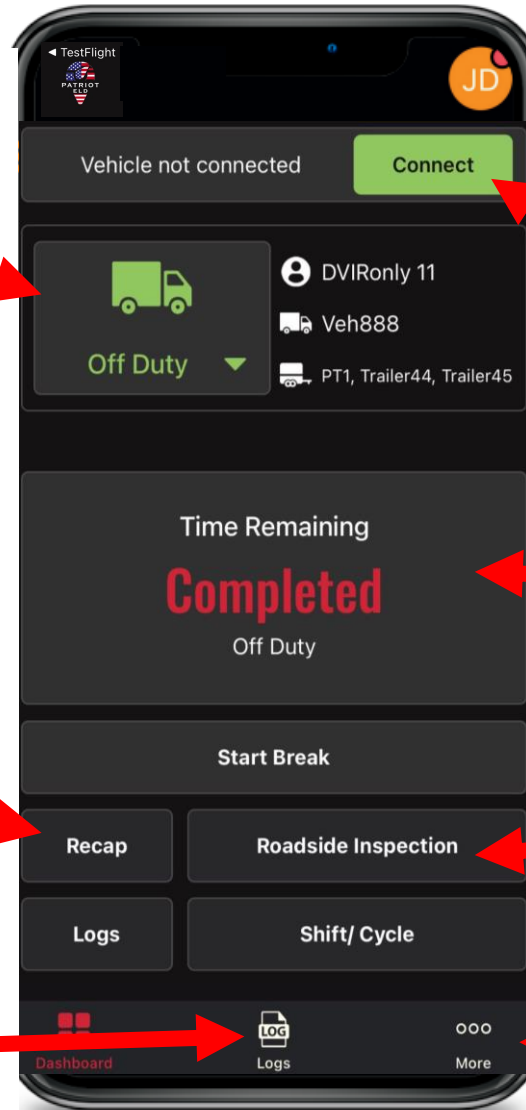 ◄ TestFlight
PATRIOT
ELD
JD
Vehicle not connected
Connect
Off Duty
DVIRonly 11
Veh888
PT1, Trailer44, Trailer45
Time Remaining
Completed
Off Duty
Start Break
Recap
Roadside Inspection
Logs
Shift/ Cycle
LOG
Dashboard
Logs
More